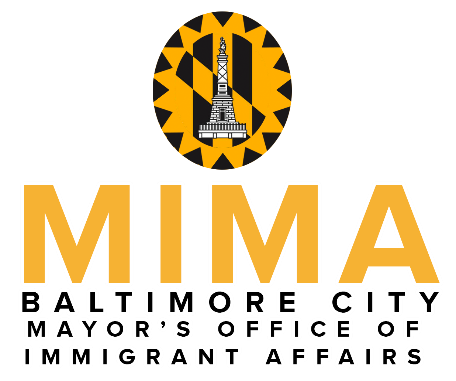 MIMA
BALTIMORE CITY
MAYOR'S OFFICE OF
IMMIGRANT AFFAIRS